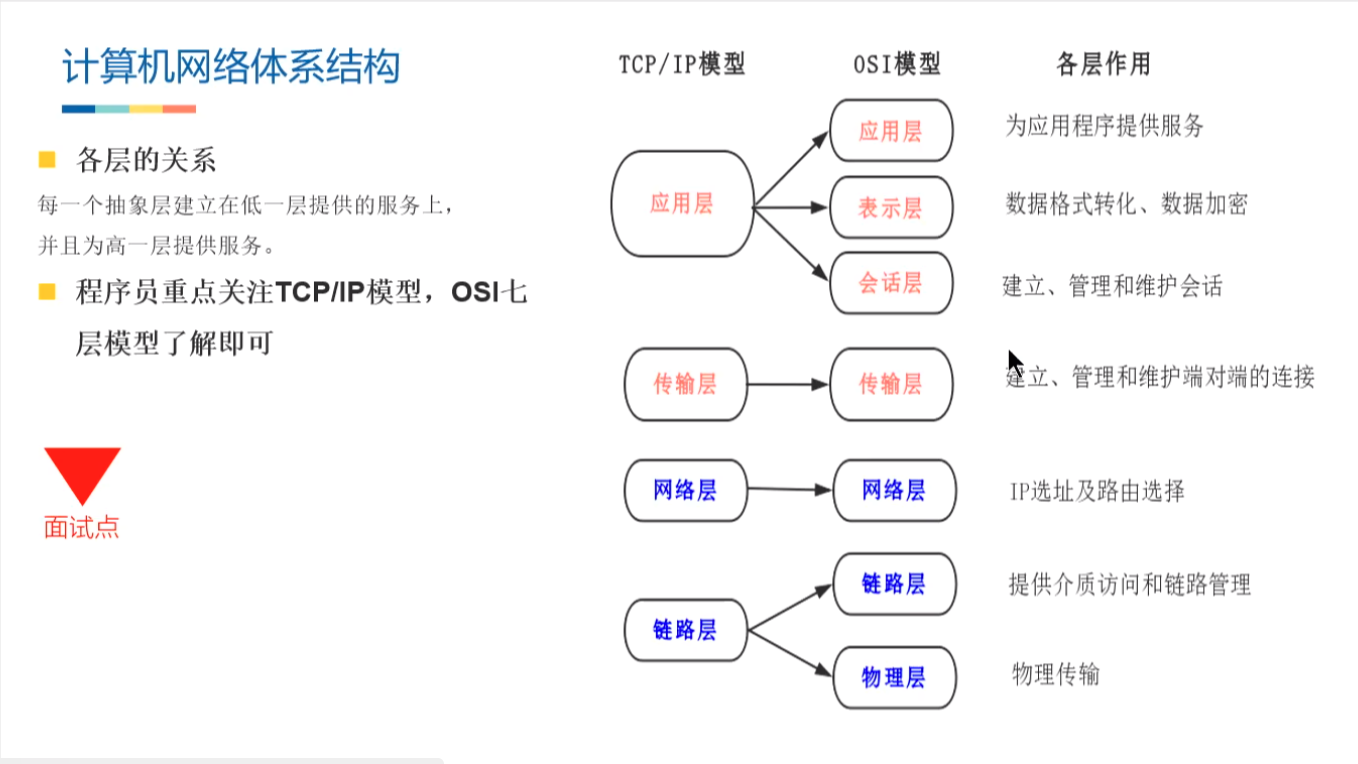 计算机网络体系结构
各层的关系
每一个抽象层建立在低一层提供的服务上，
并且为高一层提供服务。
程序员重点关注TCP/IP模型，OSI七
层模型了解即可
面试点
TCP/IP模型 OSI模型 各层作用
应用层 应用层 为应用程序提供服务
表示层 数据格式转化、数据加密
会话层 建立、管理和维护会话
传输层 传输层 建立、管理和维护端对端的连接
网络层 网络层 IP选址及路由选择
链路层 链路层 提供介质访问和链路管理
物理层 物理传输